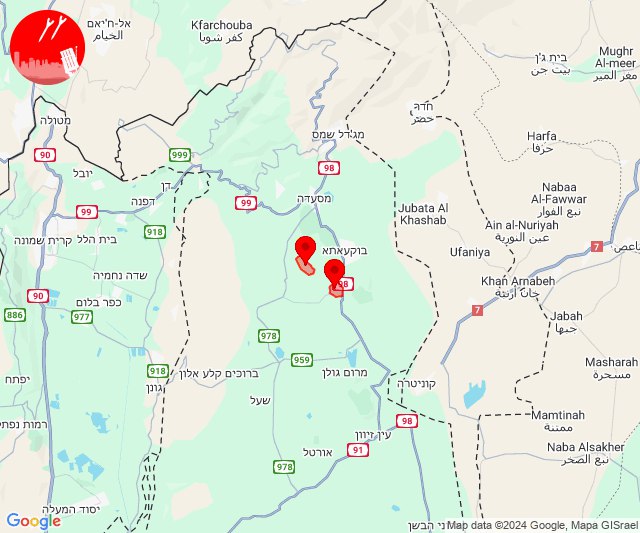 אל-ח'יאם
الخيام
Kfarchouba
כפר שובא
كفر شوبا
בית ג'ן
بيت جن
Mughr
Al-meer
مغر المير
מטולה
מג'דל שמס
חדר
حضر
Harfa
حرفا
90
999
98
יובל
דן
דפנה
99
99
מסעדה
Nabaa
Al-Fawwar
نبع الفوار
Jubata Al
Khashab
918
Ain al-Nuriyah
عين النورية
קרית שמונה
בית הלל
בוקעאתא
Ufaniya
7
שדה נחמיה
98
Khan Arnabeh
خان أرنبة
90
כפר בלום
886
977
7
Jabah
جبها
978
959
Masharah
مسحرة
יפתח
918
גונן
ברוכים קלע אלון
מרום גולן
קוניטרה
שעל
Mamtinah
ممتنة
רמות נפתלי
98
עין זיוון
Naba Alsakher
نبع الصخر
91
אורטל
978
יסוד המעלה
Google
Map data ©2024 Google, Mapa GISrael